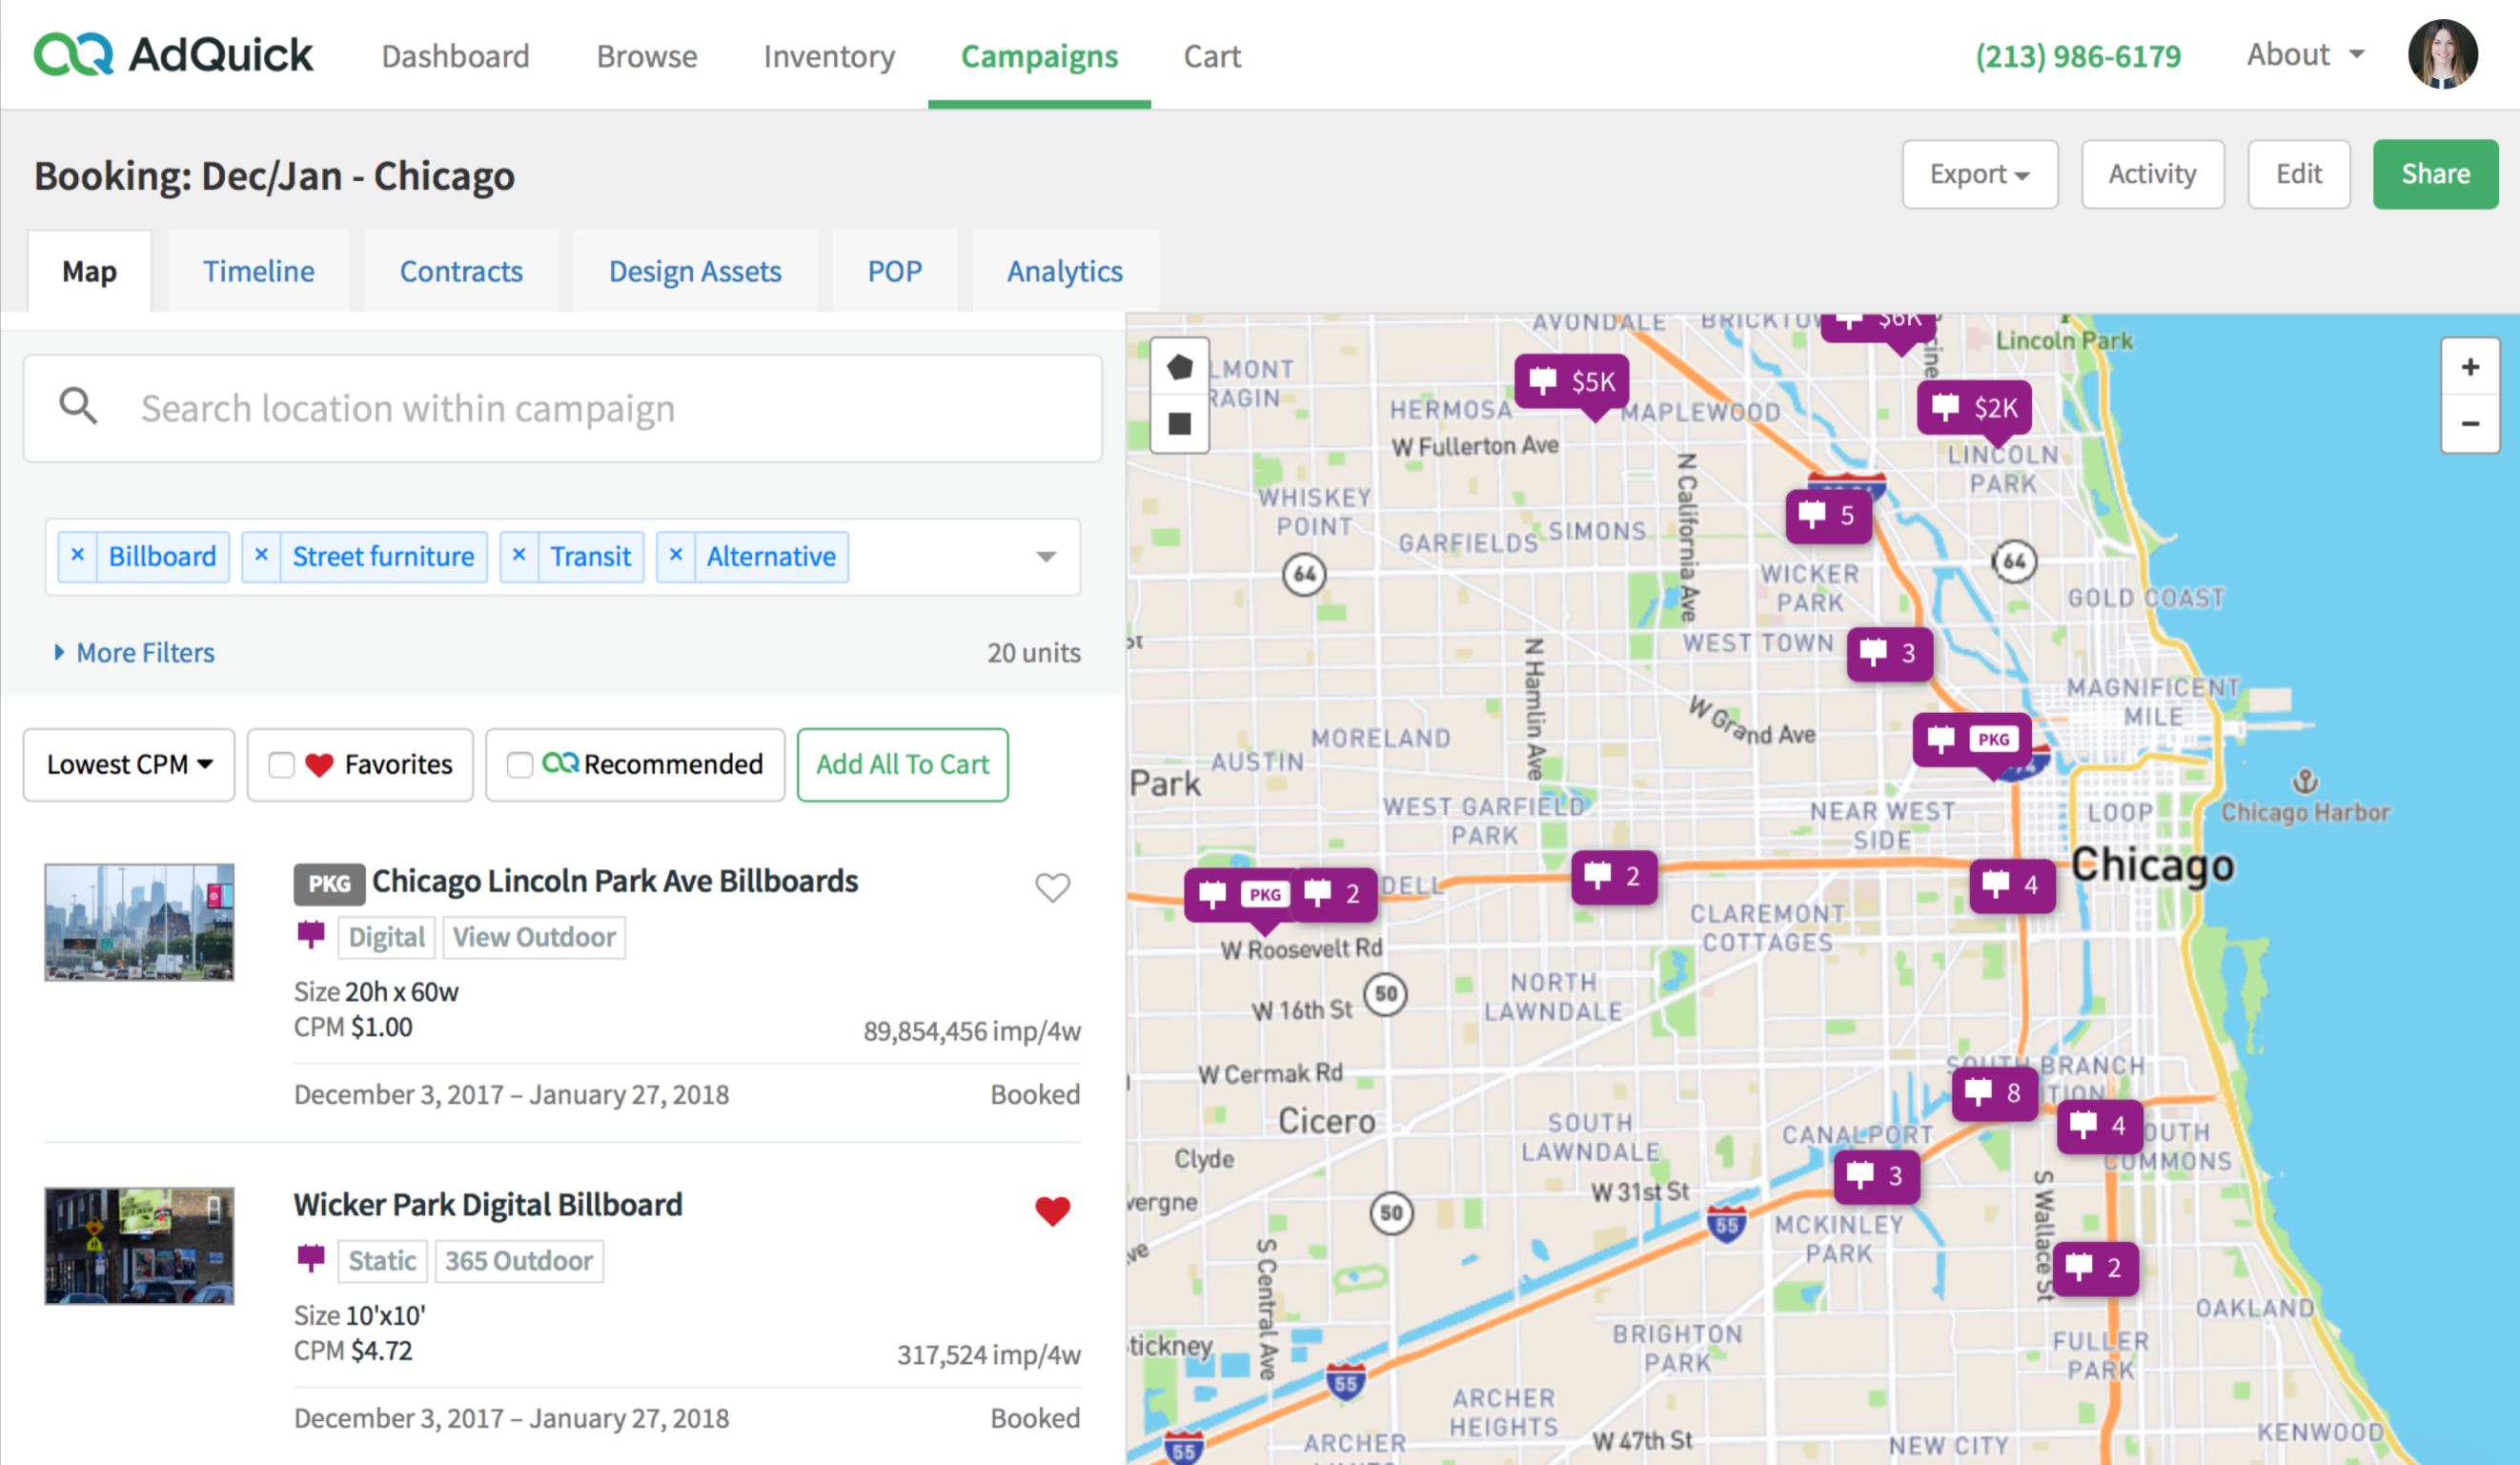 AdQuick
Dashboard
Browse
Inventory
Campaigns
Cart
(213) 986-6179
About
Booking: Dec/Jan - Chicago
Export
Activity
Edit
Share
Map
Timeline
Contracts
Design Assets
POP
Analytics
Search location within campaign
× Billboard
× Street furniture
× Transit
× Alternative
More Filters
20 units
Lowest CPM
Favorites
Recommended
Add All To Cart
PKG Chicago Lincoln Park Ave Billboards
Digital
View Outdoor
Size 20h x 60w
CPM $1.00
89,854,456 imp/4w
December 3, 2017 – January 27, 2018
Booked
Wicker Park Digital Billboard
Static
365 Outdoor
Size 10'x10'
CPM $4.72
317,524 imp/4w
December 3, 2017 – January 27, 2018
Booked
+
−
AVONDALE
$6K
Lincoln Park
$5K
HERMOSA
MAPLEWOOD
$2K
W Fullerton Ave
LINCOLN
PARK
N California Ave
WHISKEY
POINT
5
GARFIELDS
SIMONS
64
64
WICKER
PARK
GOLD COAST
WEST TOWN
3
N Hamlin Ave
MAGNIFICENT
MILE
W Grand Ave
MORELAND
AUSTIN
PKG
Park
WEST GARFIELD
PARK
NEAR WEST
SIDE
LOOP
Chicago Harbor
Chicago
PKG
2
2
4
CLAREMONT
COTTAGES
W Roosevelt Rd
NORTH
LAWNDALE
50
W 16th St
W Cermak Rd
SOUTH BRANCH
8
Cicero
SOUTH
LAWNDALE
CANALPORT
4
COMMONS
Clyde
3
W 31st St
50
55
MCKINLEY
PARK
S Wallace St
2
S Central Ave
OAKLAND
BRIGHTON
PARK
FULLER
PARK
55
ARCHER
HEIGHTS
W 47th St
ARCHER
NEW CITY
KENWOOD
55